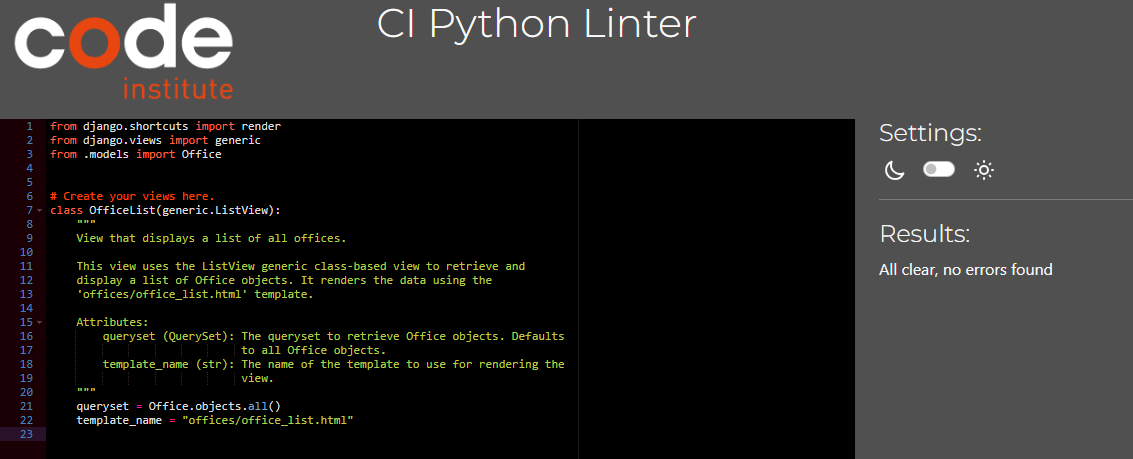 code
institute
CI Python Linter
1 from django.shortcuts import render
2 from django.views import generic
3 from .models import Office
4
5
6 # Create your views here.
7 class OfficeList(generic.ListView):
8     """
9     View that displays a list of all offices.
10
11     This view uses the ListView generic class-based view to retrieve and
12     display a list of Office objects. It renders the data using the
13     'offices/office_list.html' template.
14
15     Attributes:
16         queryset (QuerySet): The queryset to retrieve Office objects. Defaults
17                              to all Office objects.
18         template_name (str): The name of the template to use for rendering the
19                              view.
20     """
21     queryset = Office.objects.all()
22     template_name = "offices/office_list.html"
23
Settings:
Results:
All clear, no errors found